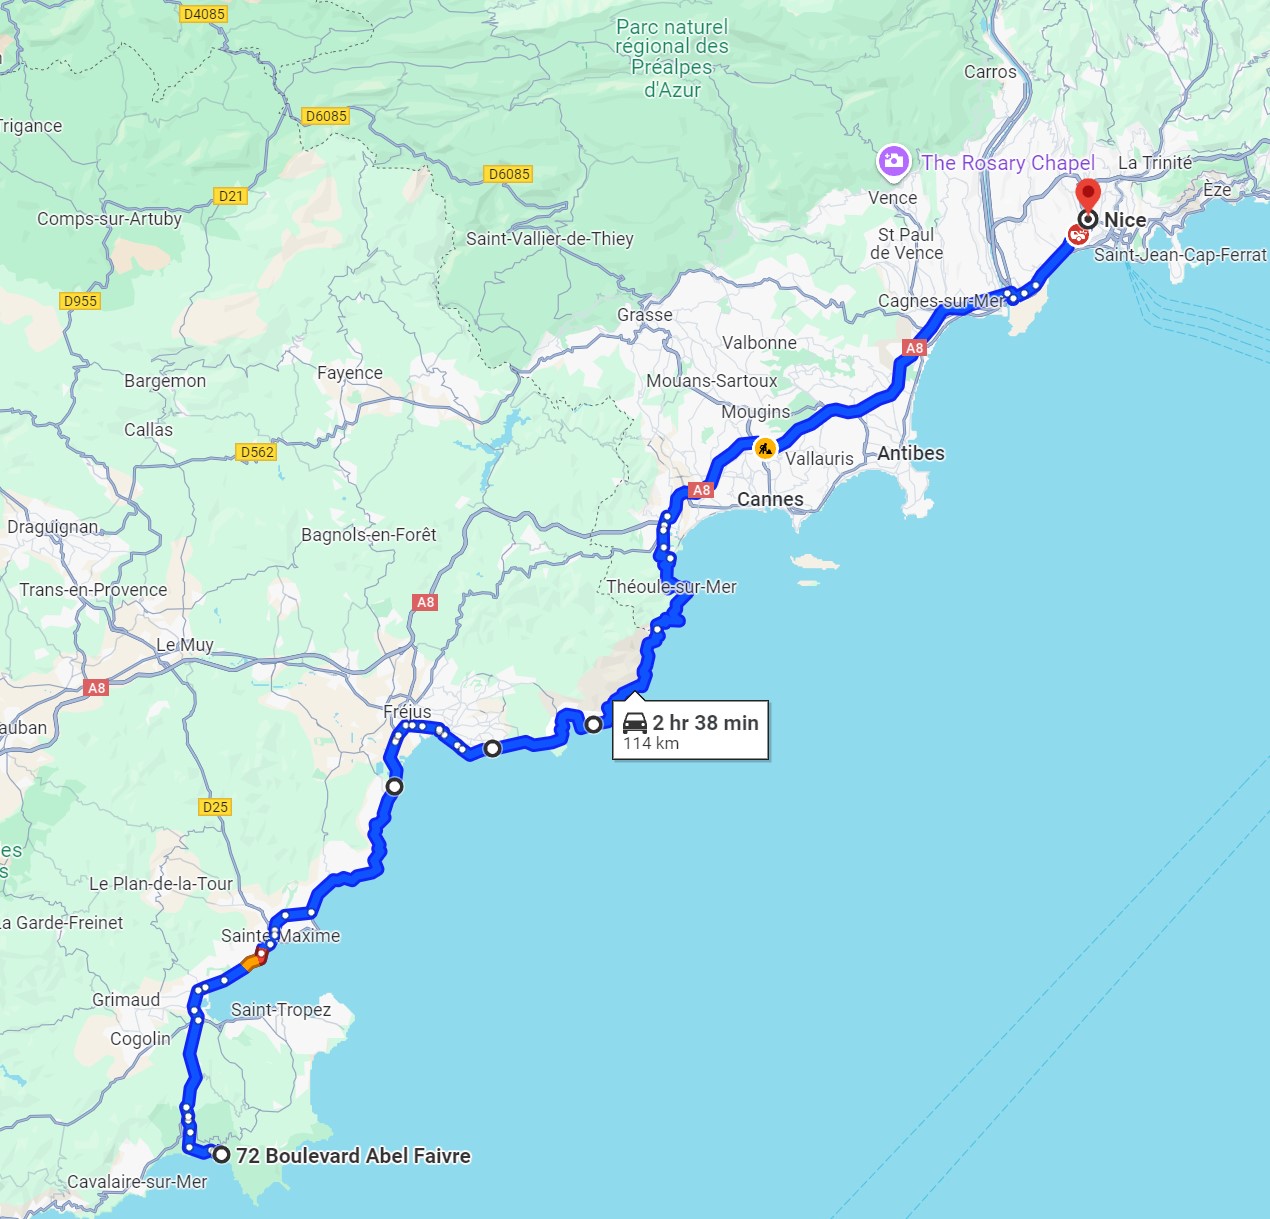 D4085
Parc naturel
régional des
Préalpes
d'Azur
Carros
D6085
Trigance
La Trinité
The Rosary Chapel
D6085
Èze
D21
Vence
Comps-sur-Artuby
Nice
St Paul
de Vence
Saint-Vallier-de-Thiey
Saint-Jean-Cap-Ferrat
D955
Cagnes-sur-Mer
Grasse
Valbonne
A8
Fayence
Bargemon
Mouans-Sartoux
Mougins
Callas
D562
Vallauris
Antibes
A8
Cannes
Draguignan
Bagnols-en-Forêt
Trans-en-Provence
Théoule-sur-Mer
A8
Le Muy
A8
Fréjus
auban
2 hr 38 min
114 km
D25
es
s
Le Plan-de-la-Tour
La Garde-Freinet
Sainte-Maxime
Grimaud
Saint-Tropez
Cogolin
72 Boulevard Abel Faivre
Cavalaire-sur-Mer